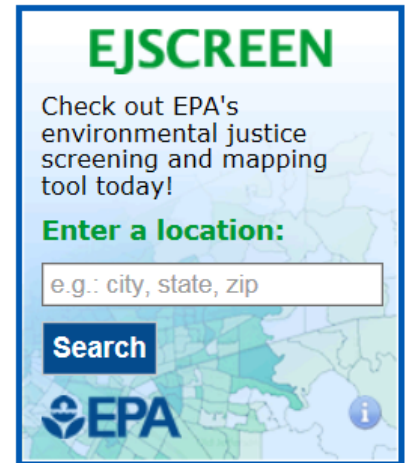 EJSCREEN
Check out EPA's
environmental justice
screening and mapping
tool today!
Enter a location:
e.g.: city, state, zip
Search
EPA
i